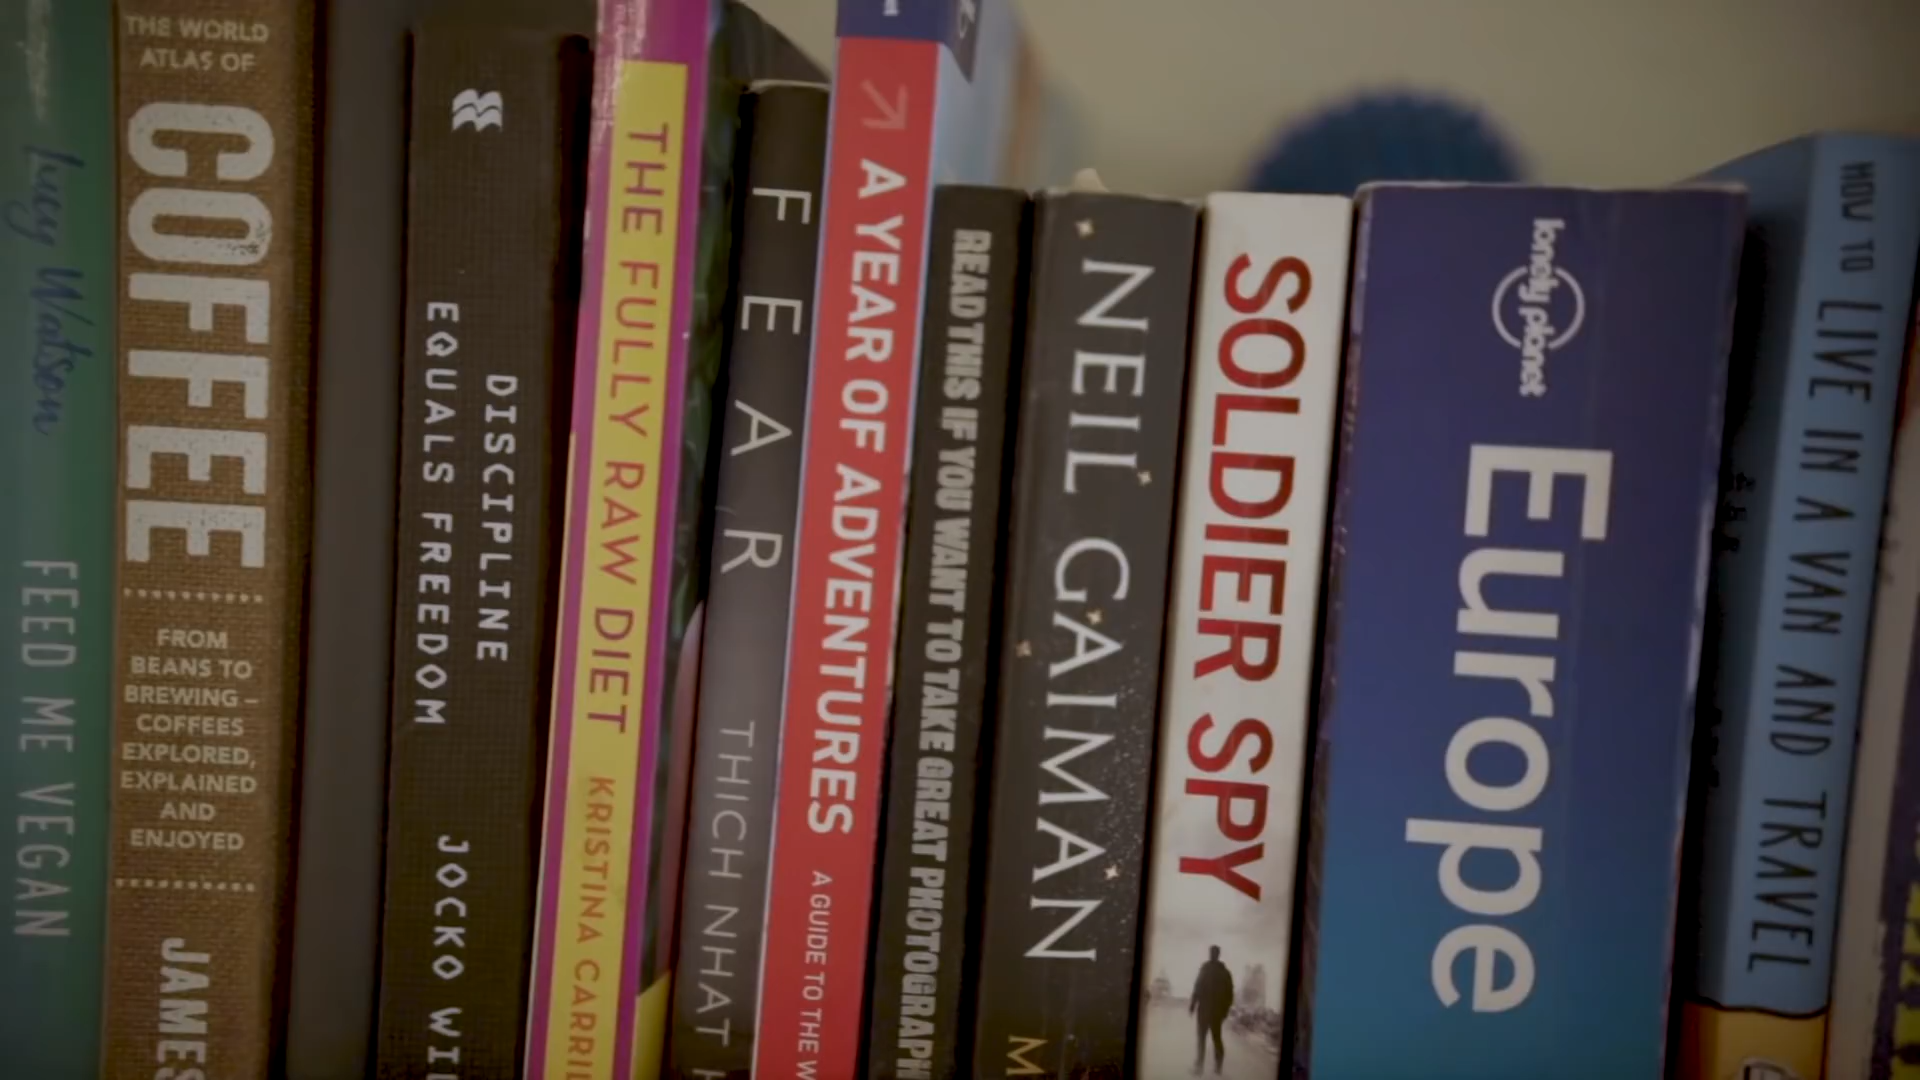 Lucy Watson
FEED ME VEGAN
THE WORLD
ATLAS OF
COFFEE
FROM
BEANS TO
BREWING –
COFFEES
EXPLORED,
EXPLAINED
AND
ENJOYED
JAMES
DISCIPLINE
EQUALS FREEDOM
JOCKO WI
THE FULLY RAW DIET
KRISTINA CARRIL
FEAR
THICH NHAT H
A YEAR OF ADVENTURES
A GUIDE TO THE W
READ THIS IF YOU WANT TO TAKE GREAT PHOTOGRAPH
NEIL GAIMAN
M
SOLDIER SPY
lonely planet
Europe
HOW TO LIVE IN A VAN AND TRAVEL